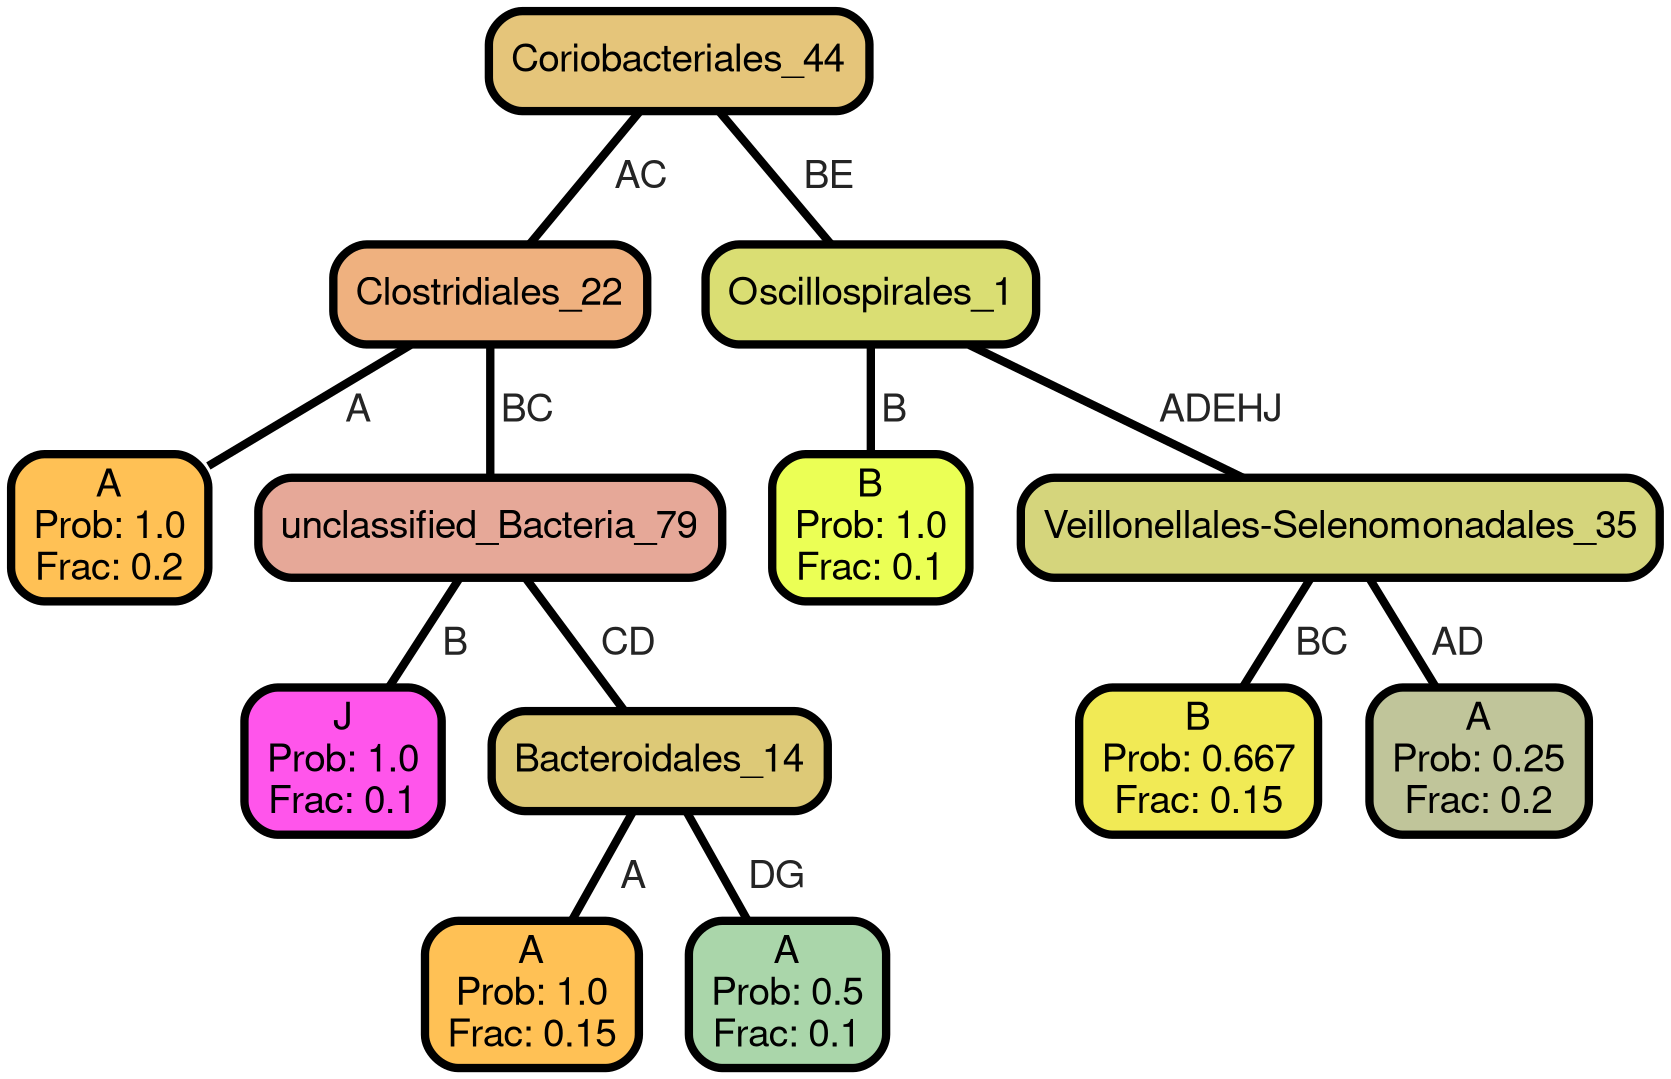 Coriobacteriales_44
AC
BE
Clostridiales_22
Oscillospirales_1
A
BC
B
ADEHJ
A
Prob: 1.0
Frac: 0.2
unclassified_Bacteria_79
B
Prob: 1.0
Frac: 0.1
Veillonellales-Selenomonadales_35
B
CD
BC
AD
J
Prob: 1.0
Frac: 0.1
Bacteroidales_14
B
Prob: 0.667
Frac: 0.15
A
Prob: 0.25
Frac: 0.2
A
DG
A
Prob: 1.0
Frac: 0.15
A
Prob: 0.5
Frac: 0.1